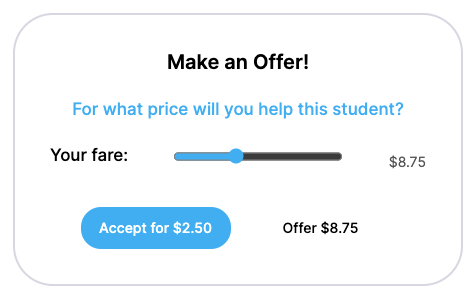 Make an Offer!
For what price will you help this student?
Your fare:
$8.75
Accept for $2.50
Offer $8.75